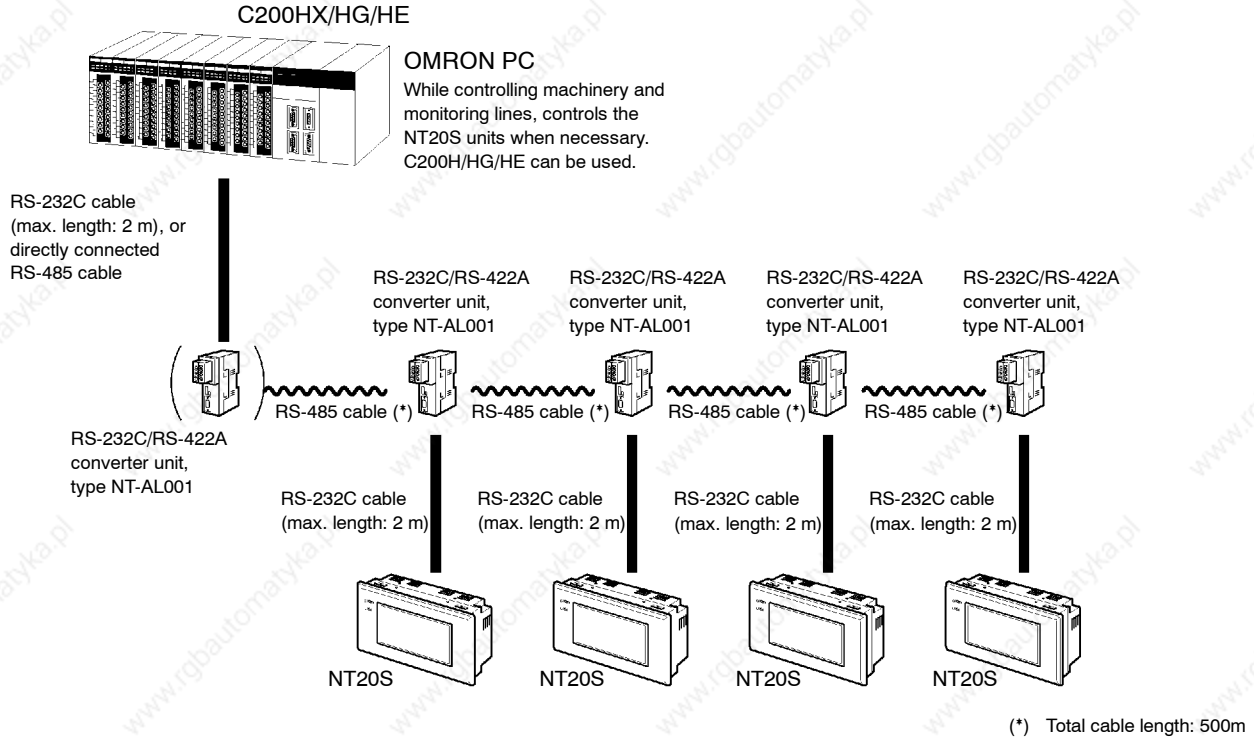 C200HX/HG/HE
OMRON PC
While controlling machinery and
monitoring lines, controls the
NT20S units when necessary.
C200H/HG/HE can be used.
RS-232C cable
(max. length: 2 m), or
directly connected
RS-485 cable
RS-232C/RS-422A
converter unit,
type NT-AL001
RS-232C/RS-422A
converter unit,
type NT-AL001
RS-232C/RS-422A
converter unit,
type NT-AL001
RS-232C/RS-422A
converter unit,
type NT-AL001
RS-485 cable (*)
RS-485 cable (*)
RS-485 cable (*)
RS-485 cable (*)
RS-232C/RS-422A
converter unit,
type NT-AL001
RS-232C cable
(max. length: 2 m)
RS-232C cable
(max. length: 2 m)
RS-232C cable
(max. length: 2 m)
RS-232C cable
(max. length: 2 m)
NT20S
NT20S
NT20S
NT20S
(*) Total cable length: 500m
www.rgbautomatyka.pl